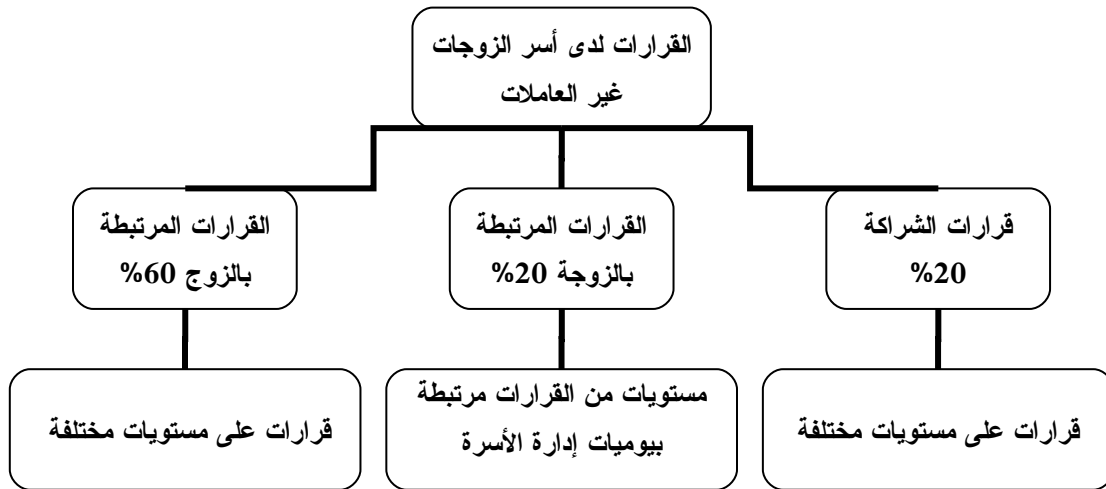 القرارات لدى أسر الزوجات
غير العاملات
قرارات الشراكة
20%
القرارات المرتبطة
بالزوجة 20%
القرارات المرتبطة
بالزوج 60%
قرارات على مستويات مختلفة
مستويات من القرارات مرتبطة
بيوميات إدارة الأسرة
قرارات على مستويات مختلفة